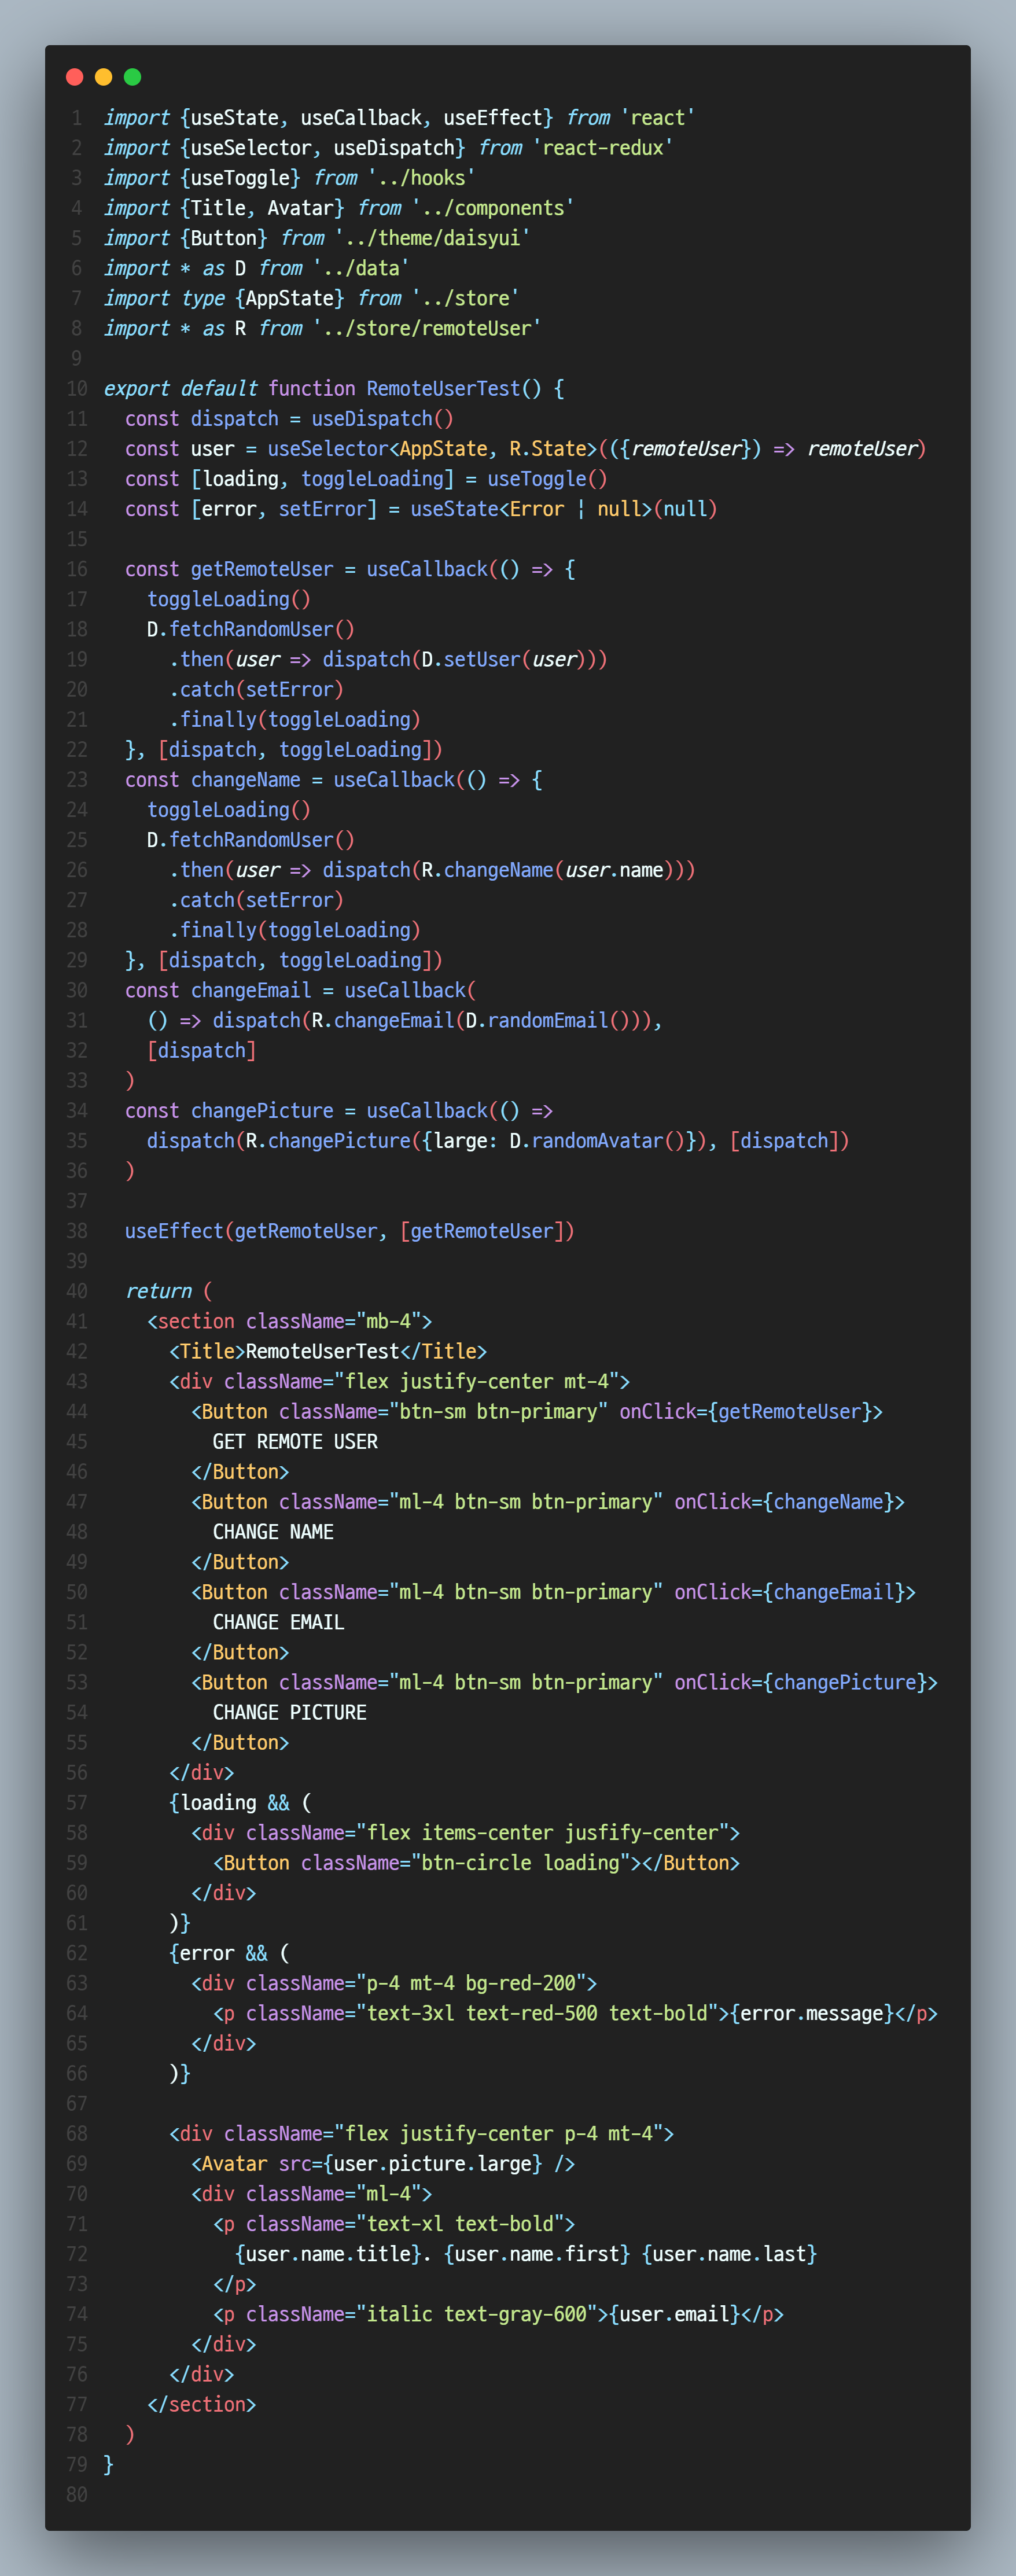 1 import {useState, useCallback, useEffect} from 'react'
2 import {useSelector, useDispatch} from 'react-redux'
3 import {useToggle} from '../hooks'
4 import {Title, Avatar} from '../components'
5 import {Button} from '../theme/daisyui'
6 import * as D from '../data'
7 import type {AppState} from '../store'
8 import * as R from '../store/remoteUser'
9
10 export default function RemoteUserTest() {
11   const dispatch = useDispatch()
12   const user = useSelector<AppState, R.State>(({remoteUser}) => remoteUser)
13   const [loading, toggleLoading] = useToggle()
14   const [error, setError] = useState<Error | null>(null)
15
16   const getRemoteUser = useCallback(() => {
17     toggleLoading()
18     D.fetchRandomUser()
19       .then(user => dispatch(D.setUser(user)))
20       .catch(setError)
21       .finally(toggleLoading)
22   }, [dispatch, toggleLoading])
23   const changeName = useCallback(() => {
24     toggleLoading()
25     D.fetchRandomUser()
26       .then(user => dispatch(R.changeName(user.name)))
27       .catch(setError)
28       .finally(toggleLoading)
29   }, [dispatch, toggleLoading])
30   const changeEmail = useCallback(
31     () => dispatch(R.changeEmail(D.randomEmail())),
32     [dispatch]
33   )
34   const changePicture = useCallback(() =>
35     dispatch(R.changePicture({large: D.randomAvatar()}), [dispatch])
36   )
37
38   useEffect(getRemoteUser, [getRemoteUser])
39
40   return (
41     <section className="mb-4">
42       <Title>RemoteUserTest</Title>
43       <div className="flex justify-center mt-4">
44         <Button className="btn-sm btn-primary" onClick={getRemoteUser}>
45           GET REMOTE USER
46         </Button>
47         <Button className="ml-4 btn-sm btn-primary" onClick={changeName}>
48           CHANGE NAME
49         </Button>
50         <Button className="ml-4 btn-sm btn-primary" onClick={changeEmail}>
51           CHANGE EMAIL
52         </Button>
53         <Button className="ml-4 btn-sm btn-primary" onClick={changePicture}>
54           CHANGE PICTURE
55         </Button>
56       </div>
57       {loading && (
58         <div className="flex items-center jusfify-center">
59           <Button className="btn-circle loading"></Button>
60         </div>
61       )}
62       {error && (
63         <div className="p-4 mt-4 bg-red-200">
64           <p className="text-3xl text-red-500 text-bold">{error.message}</p>
65         </div>
66       )}
67
68       <div className="flex justify-center p-4 mt-4">
69         <Avatar src={user.picture.large} />
70         <div className="ml-4">
71           <p className="text-xl text-bold">
72             {user.name.title}. {user.name.first} {user.name.last}
73           </p>
74           <p className="italic text-gray-600">{user.email}</p>
75         </div>
76       </div>
77     </section>
78   )
79 }
80